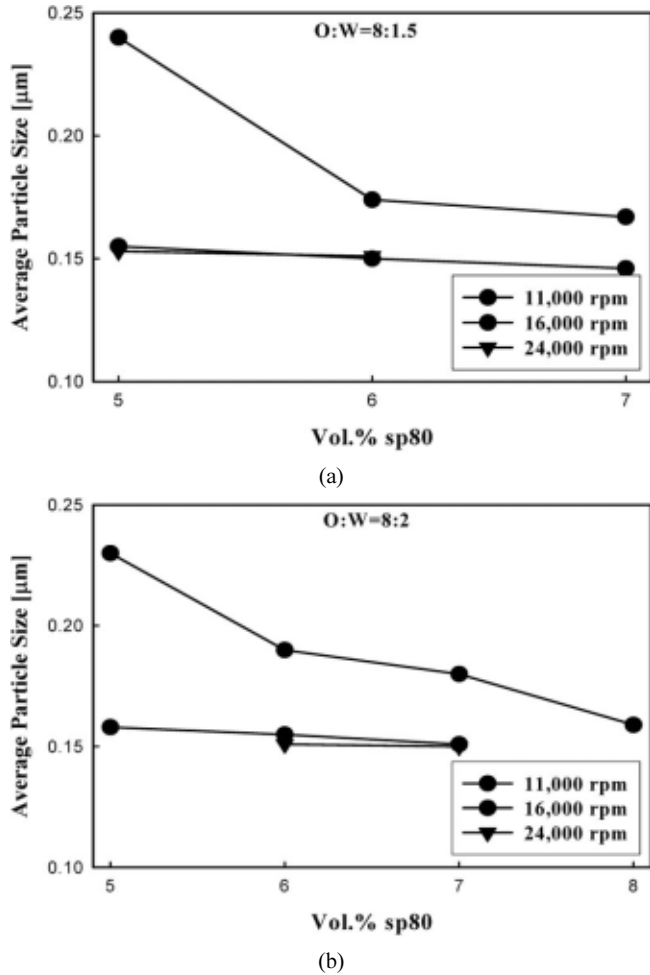 O:W=8:1.5
Average Particle Size [μm]
0.25
0.20
0.15
0.10
11,000 rpm
16,000 rpm
24,000 rpm
5 6 7
Vol.% sp80
(a)
O:W=8:2
Average Particle Size [μm]
0.25
0.20
0.15
0.10
11,000 rpm
16,000 rpm
24,000 rpm
5 6 7 8
Vol.% sp80
(b)